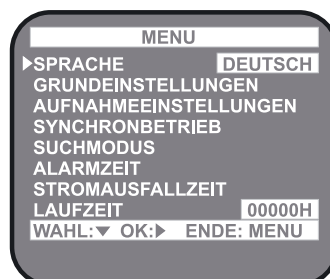 MENU
▶SPRACHE DEUTSCH
GRUNDEINSTELLUNGEN
AUFNAHMEEINSTELLUNGEN
SYNCHRONBETRIEB
SUCHMODUS
ALARMZEIT
STROMAUSFALLZEIT
LAUFZEIT 00000H
WAHL:▼ OK:▶ ENDE: MENU